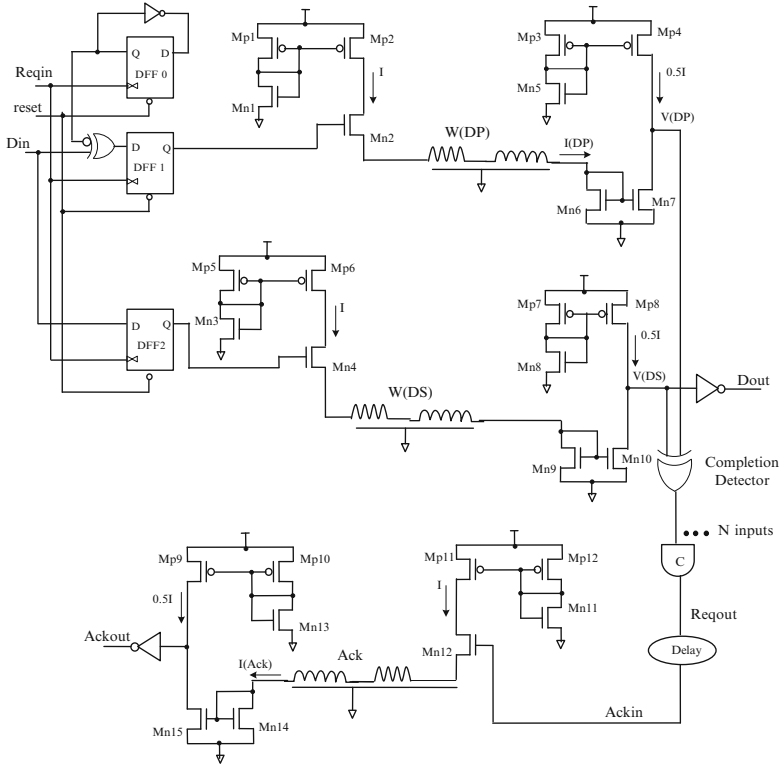 Mp1
Mp2
Mp3
Mp4
Q
D
DFF 0
Reqin
reset
I
0.5I
Mn1
Mn5
Din
D
Q
DFF 1
Mn2
V(DP)
W(DP)
I(DP)
Mn6
Mn7
Mp5
Mp6
Mn3
I
D
Q
DFF2
Mn4
Mp7
Mp8
Mn8
0.5I
V(DS)
Dout
W(DS)
Mn9
Mn10
Completion
Detector
N inputs
C
Mp9
Mp10
Mp11
Mp12
0.5I
I
Mn13
Mn11
Reqout
Ackout
Mn12
Delay
I(Ack)
Ack
Mn15
Mn14
Ackin